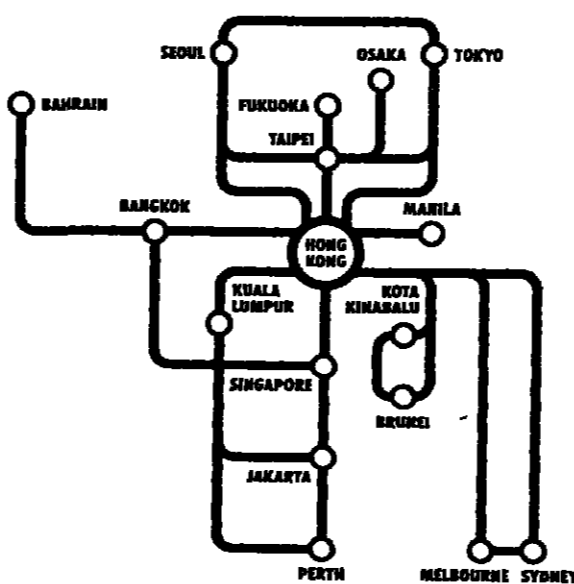 SEOUL
OSAKA
TOKYO
BAHRAIN
FUKUOKA
TAIPEI
BANGKOK
MANILA
HONG
KONG
KUALA
LUMPUR
KOTA
KINABALU
SINGAPORE
BRUNEI
JAKARTA
PERTH
MELBOURNE
SYDNEY